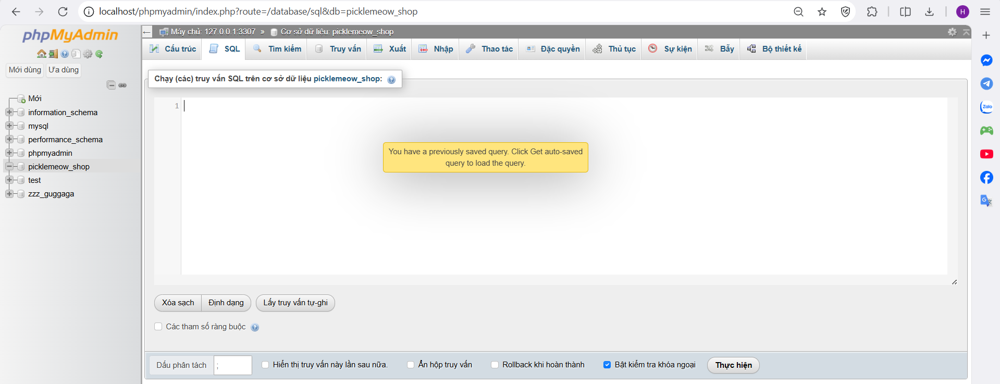 localhost/phpmyadmin/index.php?route=/database/sql&db=picklemeow_shop
H
phpMyAdmin
Mới dùng
Ưa dùng
Mới
information_schema
mysql
performance_schema
phpmyadmin
picklemeow_shop
test
zzz_guggaga
Máy chủ: 127.0.0.1:3307 » Cơ sở dữ liệu: picklemeow_shop
Cấu trúc
SQL
Tìm kiếm
Truy vấn
Xuất
Nhập
Thao tác
Đặc quyền
Thủ tục
Sự kiện
Bẫy
Bộ thiết kế
Chạy (các) truy vấn SQL trên cơ sở dữ liệu picklemeow_shop:
1
You have a previously saved query. Click Get auto-saved
query to load the query.
Xóa sạch
Định dạng
Lấy truy vấn tự-ghi
Các tham số ràng buộc
Dấu phân tách
;
Hiển thị truy vấn này lần sau nữa.
Ẩn hộp truy vấn
Rollback khi hoàn thành
Bật kiểm tra khóa ngoại
Thực hiện
Zalo